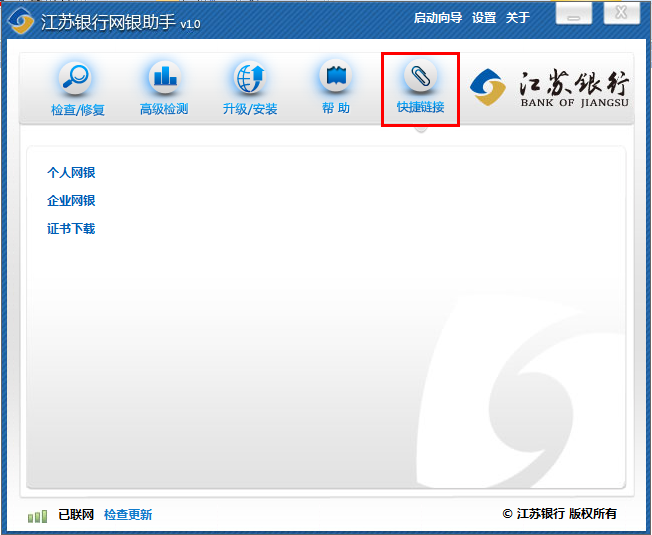 江苏银行网银助手 v1.0
启动向导 设置 关于
检查/修复 高级检测 升级/安装 帮 助 快捷链接
江苏银行
BANK OF JIANGSU
个人网银
企业网银
证书下载
已联网 检查更新
© 江苏银行 版权所有